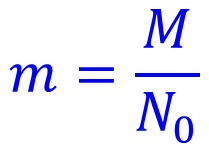 m = M/N₀